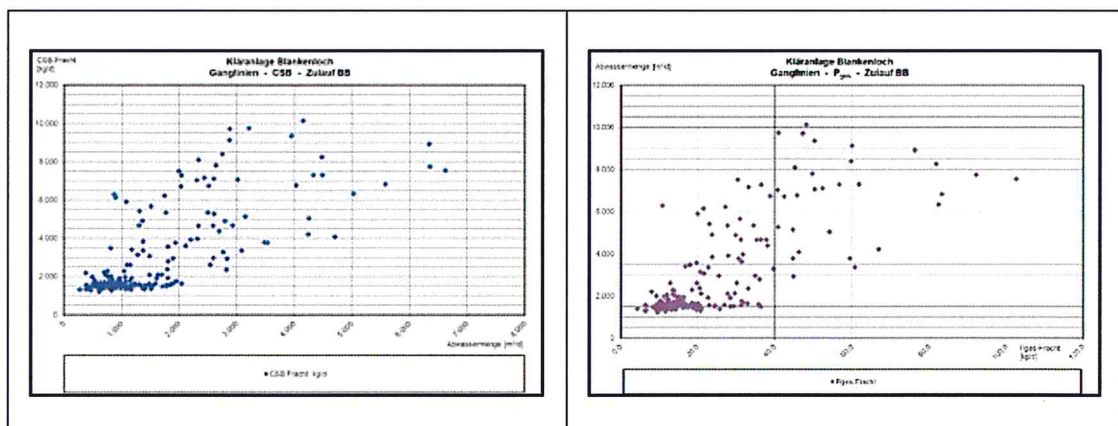 CSB-Fracht
[kg/d]
Kläranlage Blankenloch
Ganglinien - CSB - Zulauf BB
12.000
10.000
8.000
6.000
4.000
2.000
0
0
1.000
2.000
3.000
4.000
5.000
6.000
7.000
8.000
Abwassermenge [m³/d]
CSB Fracht kg/d
Abwassermenge [m³/d]
Kläranlage Blankenloch
Ganglinien - Pges - Zulauf BB
12.000
10.000
8.000
6.000
4.000
2.000
0
0,0
20,0
40,0
60,0
80,0
100,0
120,0
Pges-Fracht
[kg/d]
Pges Fracht